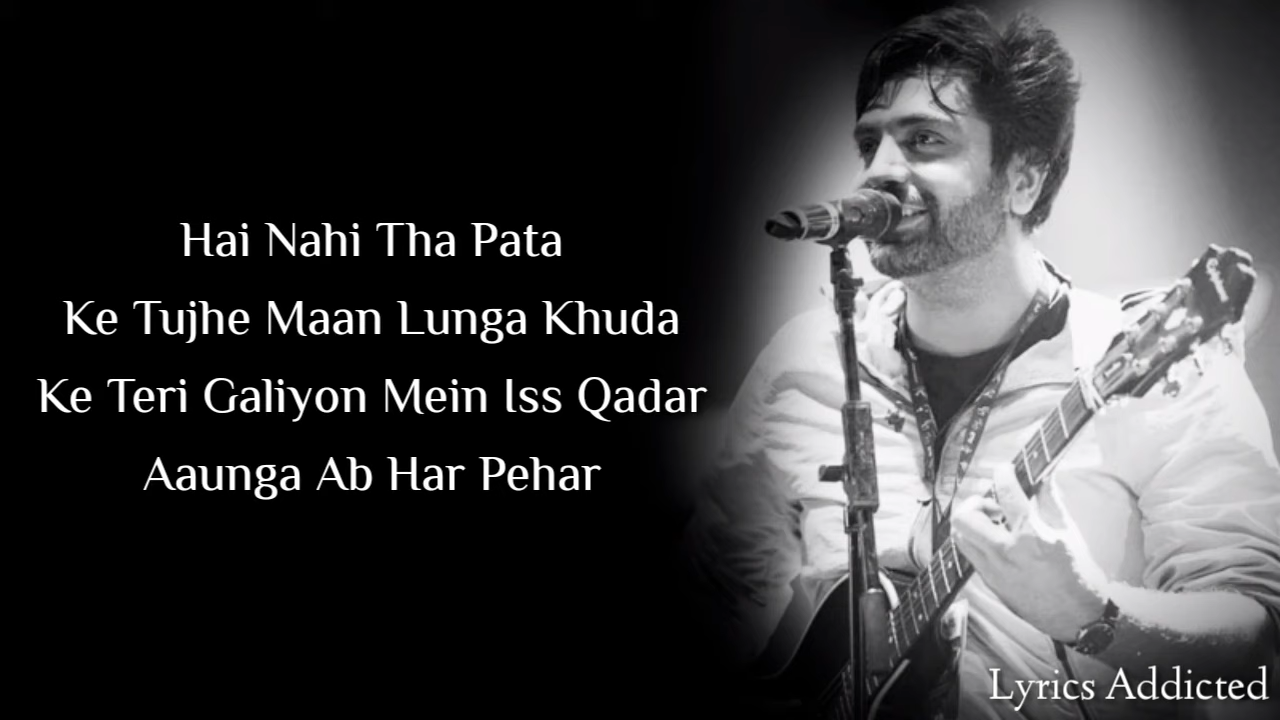 Hai Nahi Tha Pata
Ke Tujhe Maan Lunga Khuda
Ke Teri Galiyon Mein Iss Qadar
Aaunga Ab Har Pehar
Lyrics Addicted